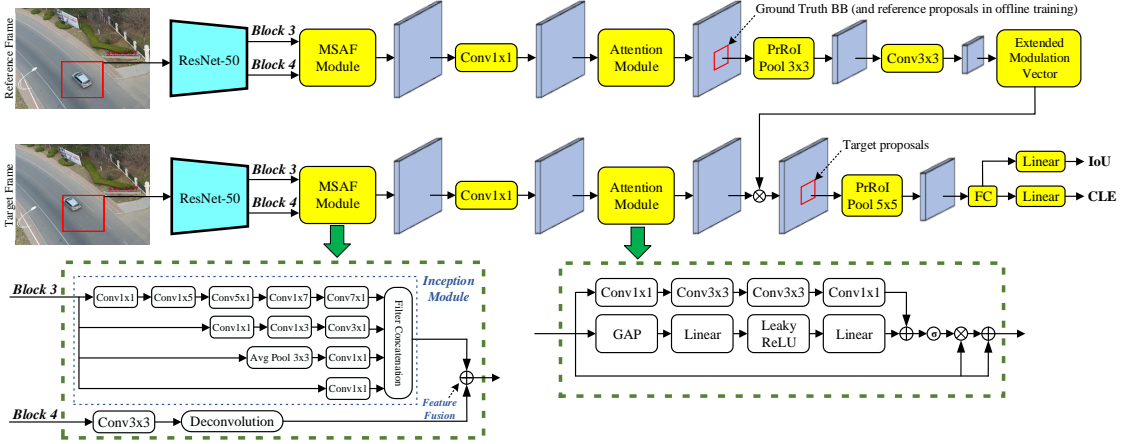 Reference Frame
ResNet-50
Block 3
Block 4
MSAF
Module
Conv1x1
Attention
Module
Ground Truth BB (and reference proposals in offline training)
PrRoI
Pool 3x3
Conv3x3
Extended
Modulation
Vector
Target Frame
ResNet-50
Block 3
Block 4
MSAF
Module
Conv1x1
Attention
Module
Target proposals
PrRoI
Pool 5x5
FC
Linear
IoU
Linear
CLE
Inception
Module
Block 3
Conv1x1
Conv1x5
Conv5x1
Conv1x7
Conv7x1
Conv1x1
Conv1x3
Conv3x1
Avg Pool 3x3
Conv1x1
Conv1x1
Filter Concatenation
Feature
Fusion
Block 4
Conv3x3
Deconvolution
Conv1x1
Conv3x3
Conv3x3
Conv1x1
GAP
Linear
Leaky
ReLU
Linear
σ